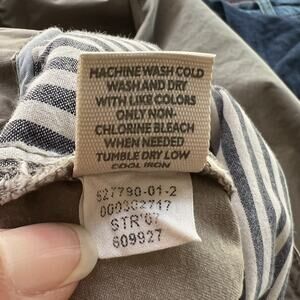 MACHINE WASH COLD
WASH AND DRY
WITH LIKE COLORS
ONLY NON-
CHLORINE BLEACH
WHEN NEEDED
TUMBLE DRY LOW
COOL IRON
627790-01-2
000302717
STR'07
609927